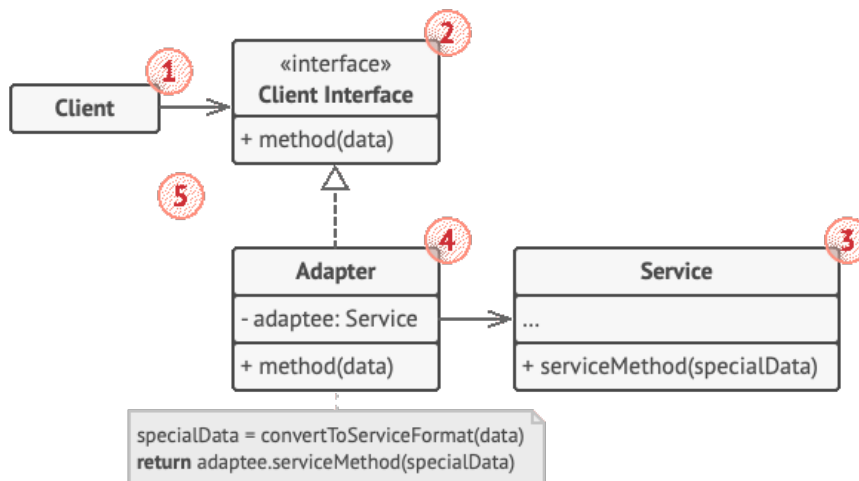 1
2
«interface»
Client Interface
Client
+ method(data)
5
4
3
Adapter
Service
- adaptee: Service
...
+ method(data)
+ serviceMethod(specialData)
specialData = convertToServiceFormat(data)
return adaptee.serviceMethod(specialData)